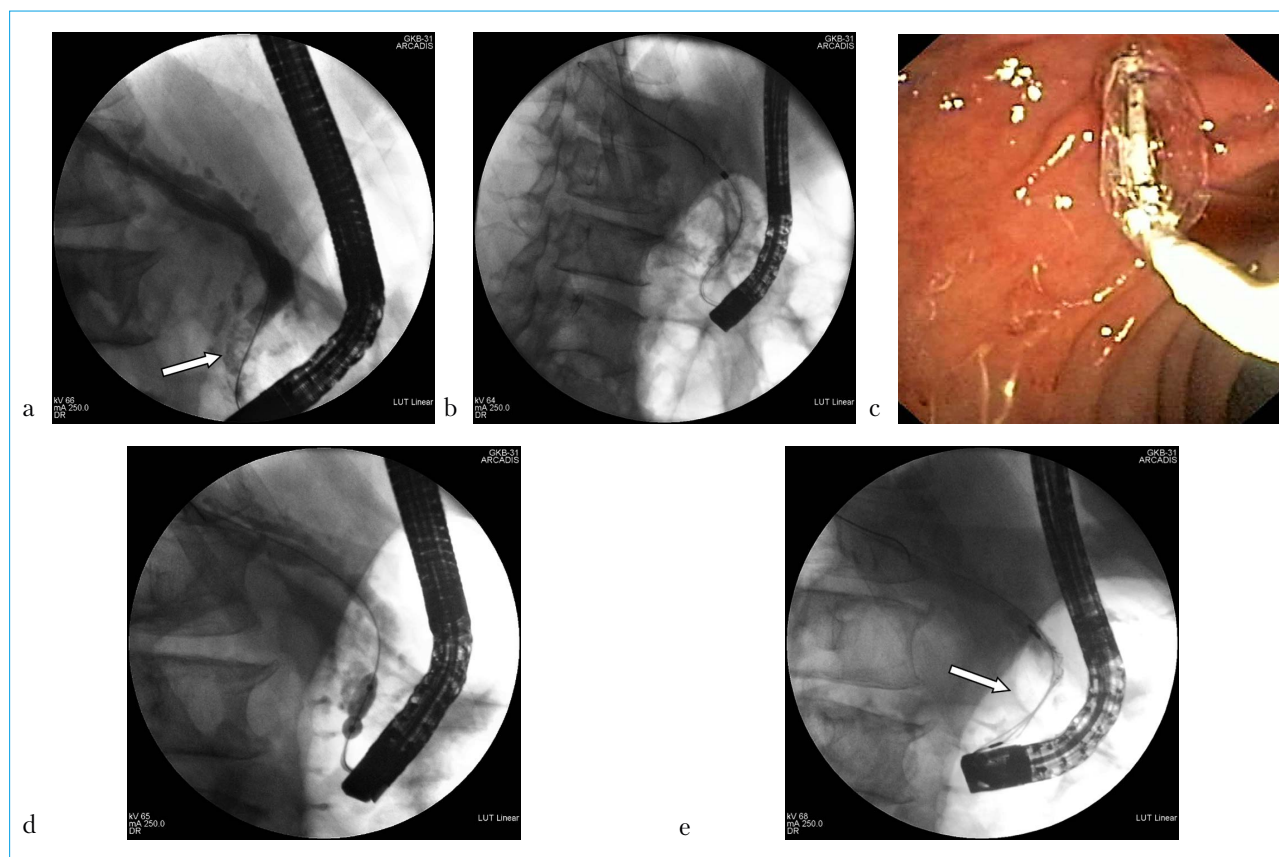 GKB-31
ARCADIS
kV 66
mA 250.0
DR
LUT Linear
a
GKB-31
ARCADIS
kV 64
mA 250.0
DR
LUT Linear
b
c
GKB-31
ARCADIS
kV 65
mA 250.0
DR
LUT Linear
d
GKB-31
ARCADIS
kV 68
mA 250.0
DR
LUT Linear
e